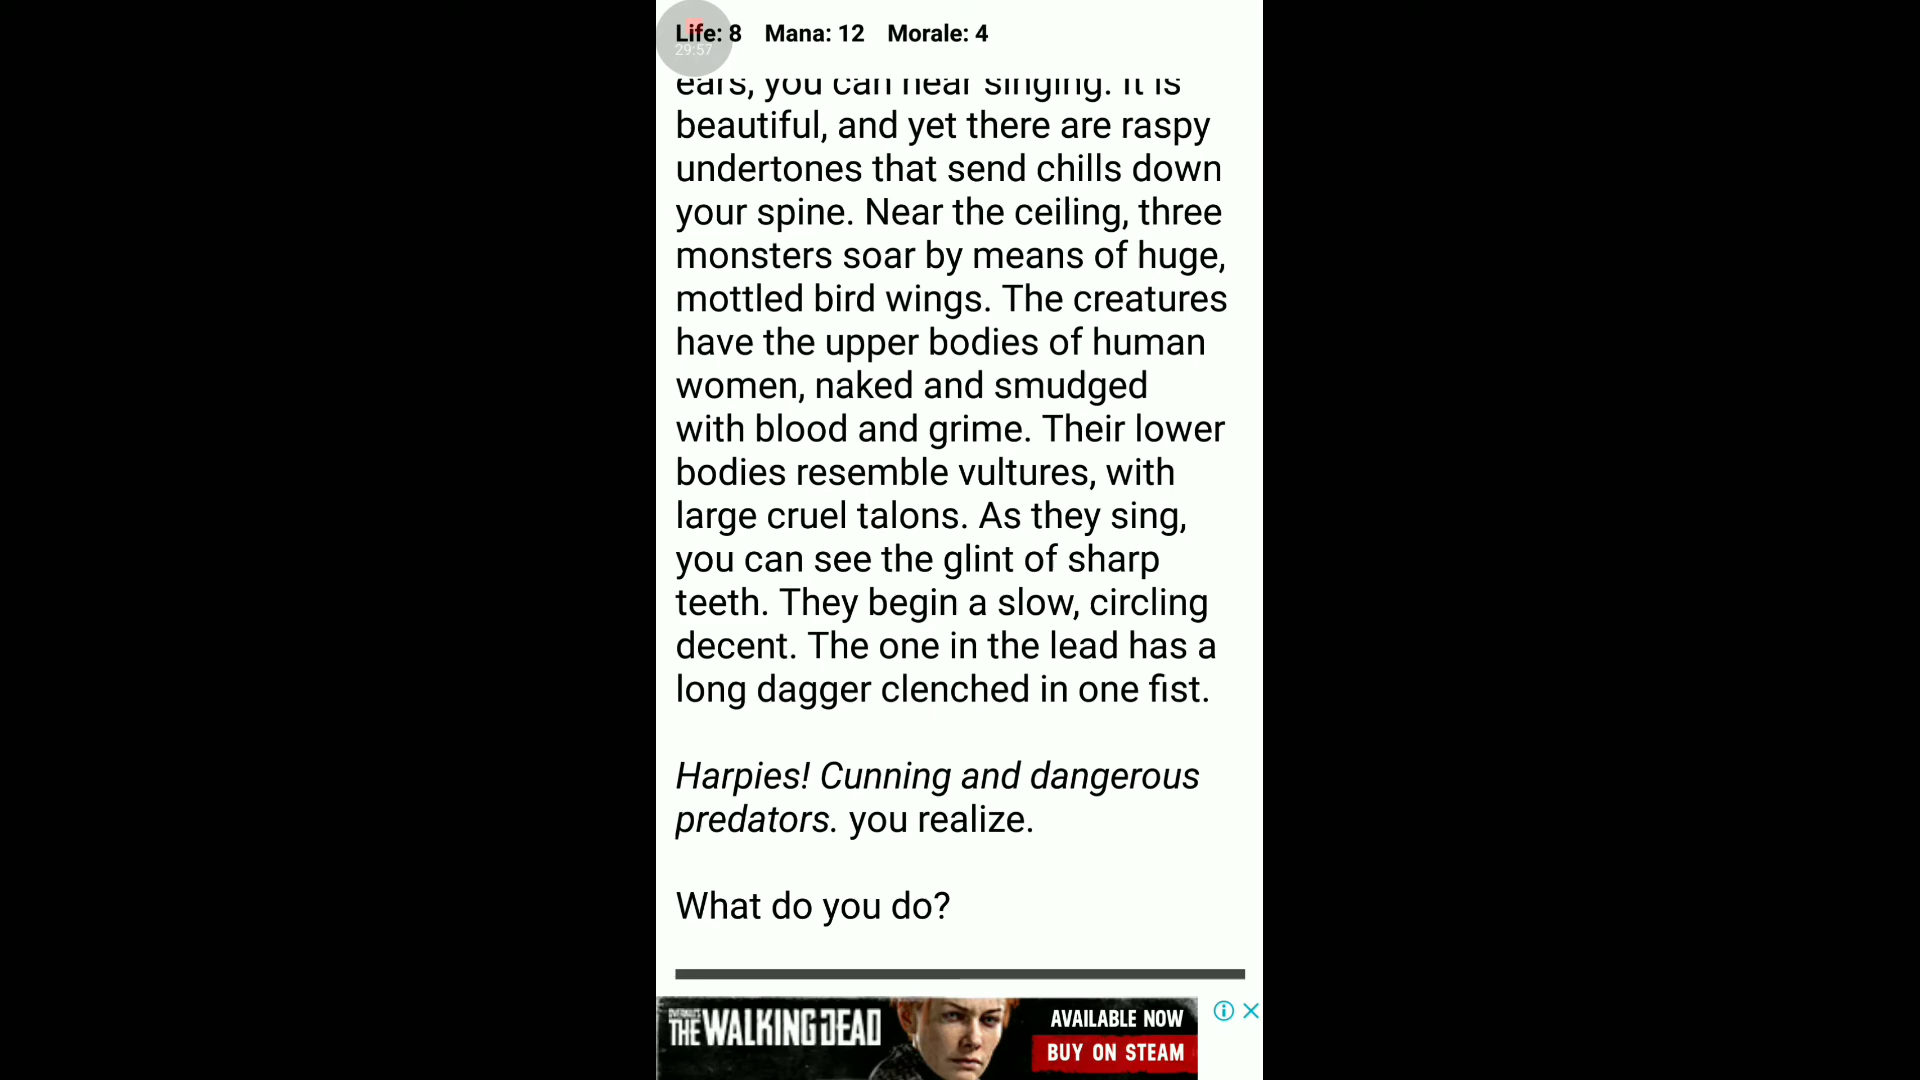 Life: 8 Mana: 12 Morale: 4
29:57
ears, you can hear singing. It is
beautiful, and yet there are raspy
undertones that send chills down
your spine. Near the ceiling, three
monsters soar by means of huge,
mottled bird wings. The creatures
have the upper bodies of human
women, naked and smudged
with blood and grime. Their lower
bodies resemble vultures, with
large cruel talons. As they sing,
you can see the glint of sharp
teeth. They begin a slow, circling
decent. The one in the lead has a
long dagger clenched in one fist.
Harpies! Cunning and dangerous
predators. you realize.
What do you do?
OVERKILL'S
THE WALKING DEAD
AVAILABLE NOW
BUY ON STEAM